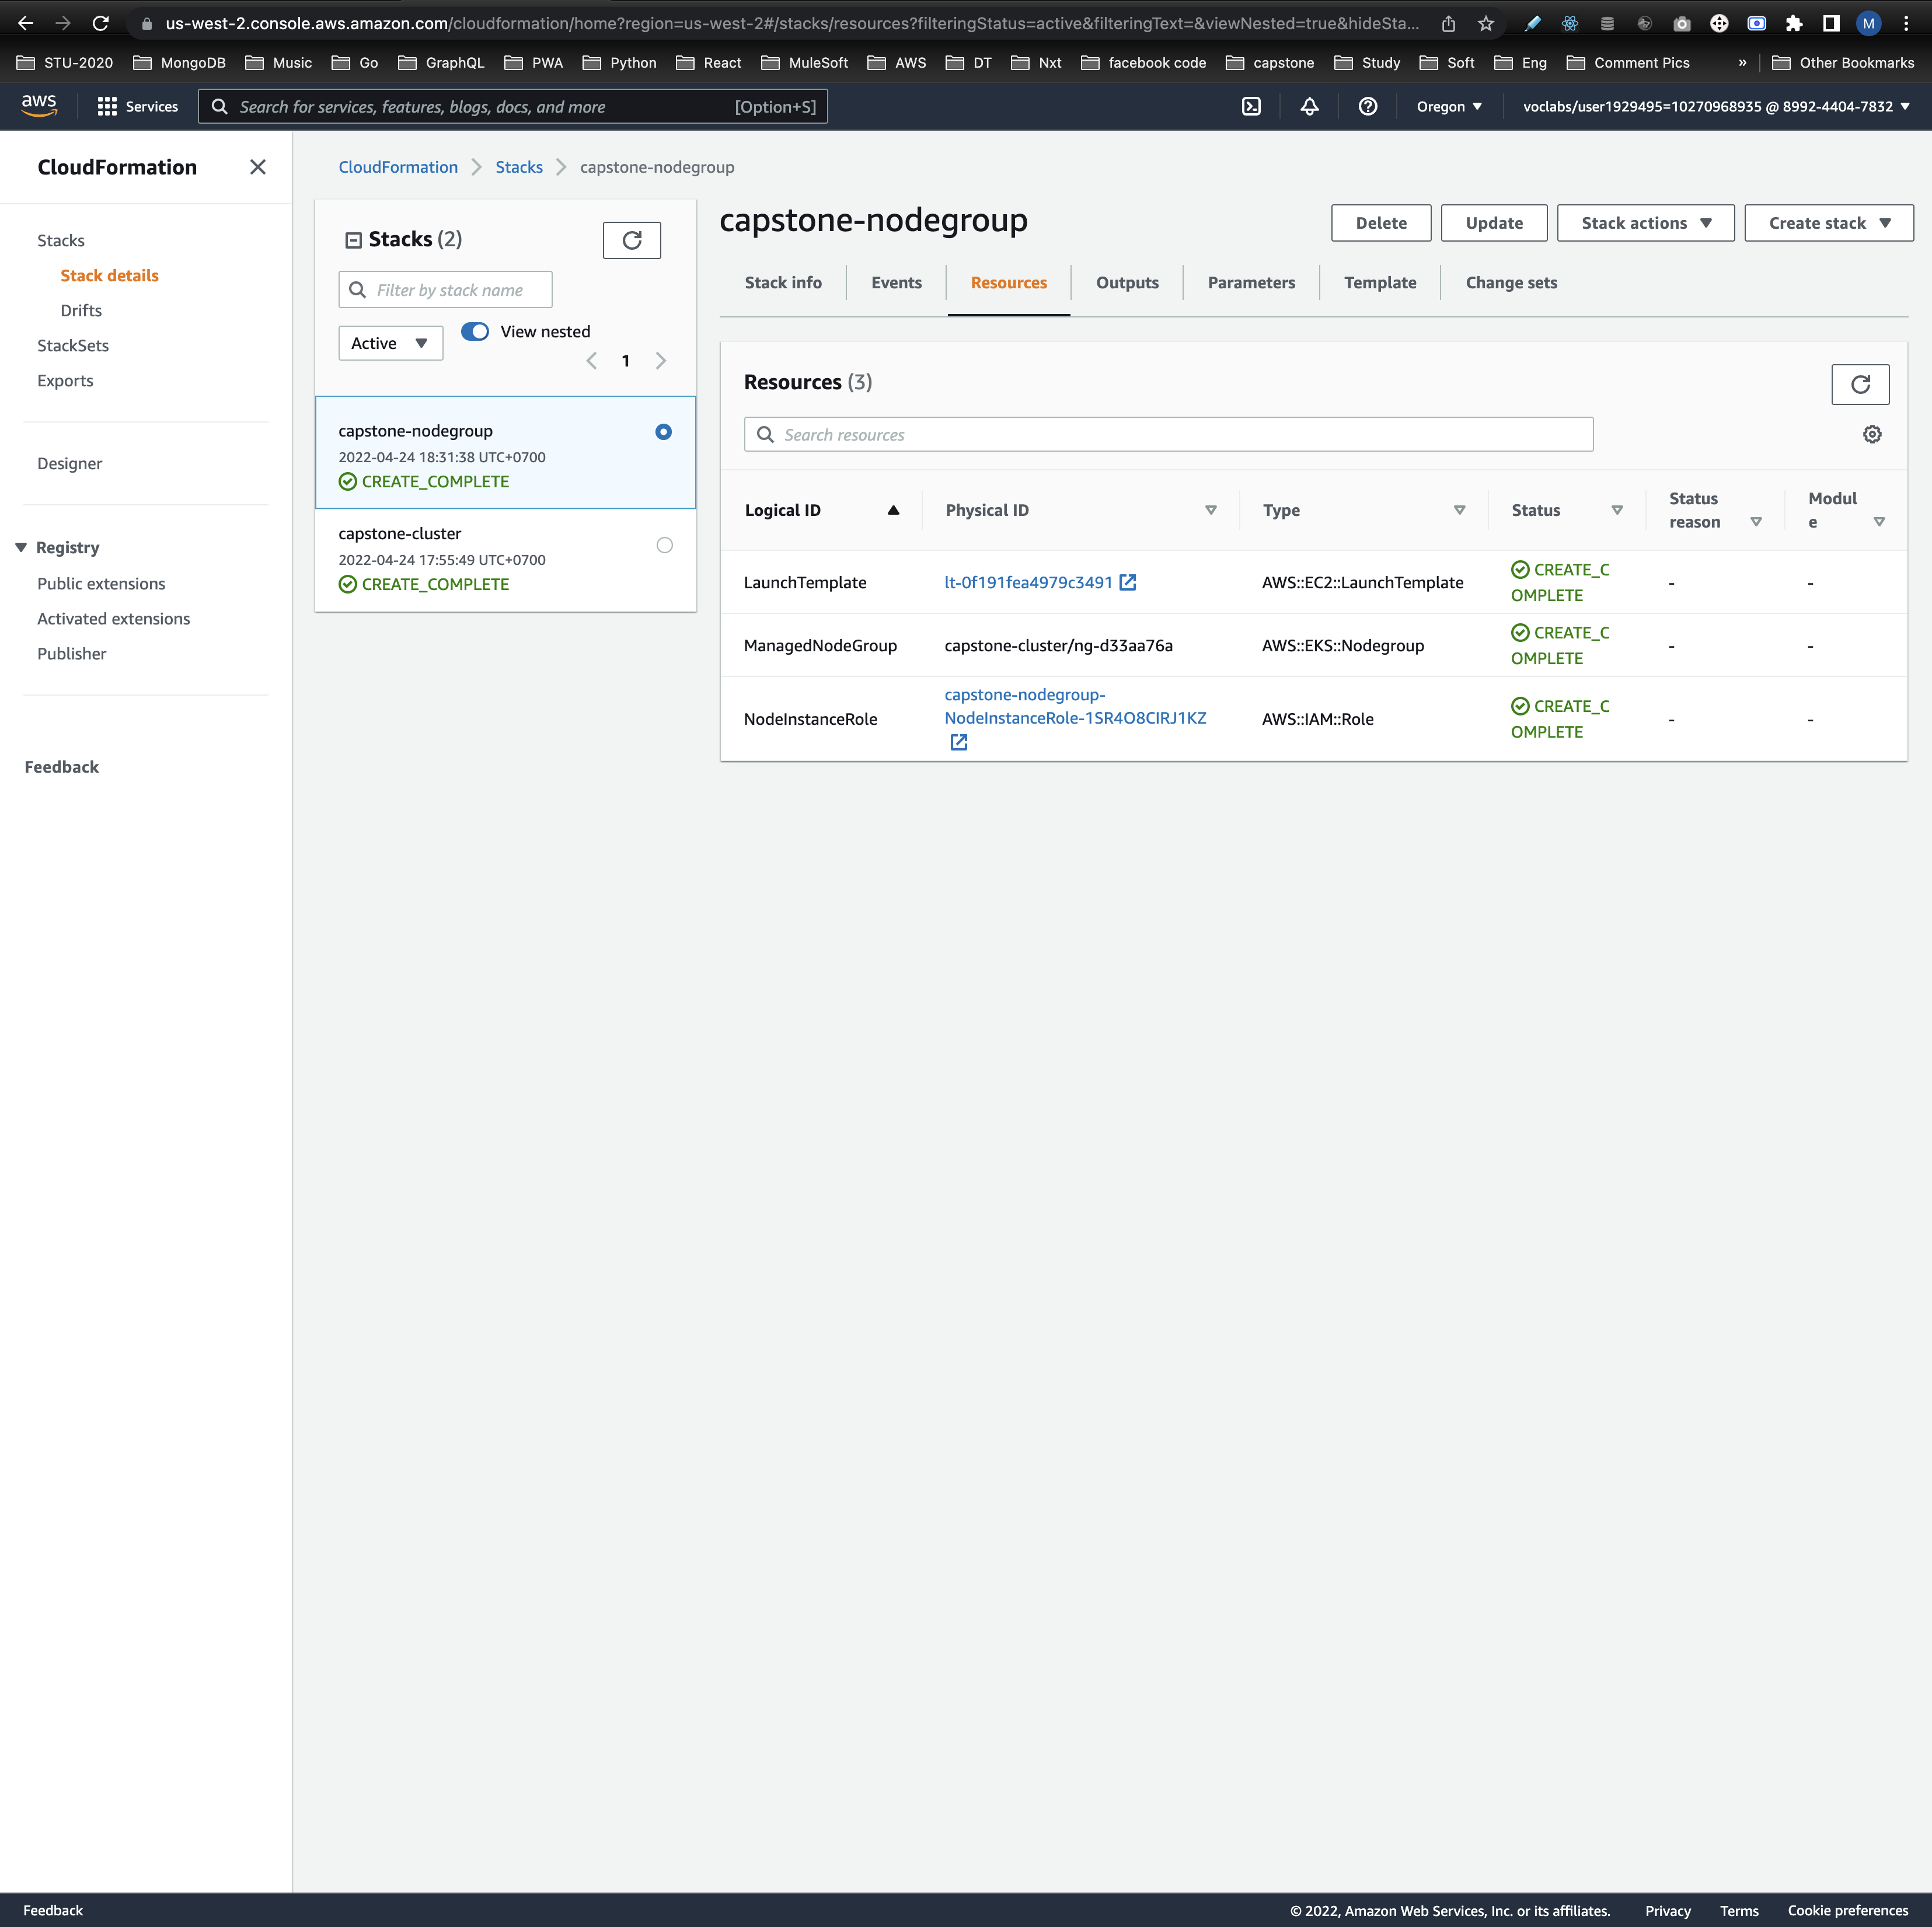 us-west-2.console.aws.amazon.com/cloudformation/home?region=us-west-2#/stacks/resources?filteringStatus=active&filteringText=&viewNested=true&hideSta...
M
STU-2020 MongoDB Music Go GraphQL PWA Python React MuleSoft AWS DT Nxt facebook code capstone Study Soft Eng Comment Pics » Other Bookmarks
aws Services Search for services, features, blogs, docs, and more [Option+S] Oregon voclabs/user1929495=10270968935 @ 8992-4404-7832
CloudFormation
Stacks
Stack details
Drifts
StackSets
Exports
Designer
Registry
Public extensions
Activated extensions
Publisher
Feedback
CloudFormation Stacks capstone-nodegroup
Stacks (2)
Filter by stack name
Active View nested
1
capstone-nodegroup
2022-04-24 18:31:38 UTC+0700
CREATE_COMPLETE
capstone-cluster
2022-04-24 17:55:49 UTC+0700
CREATE_COMPLETE
capstone-nodegroup
Delete Update Stack actions Create stack
Stack info Events Resources Outputs Parameters Template Change sets
Resources (3)
Search resources
Logical ID Physical ID Type Status Status reason Modul
e
LaunchTemplate lt-0f191fea4979c3491 AWS::EC2::LaunchTemplate CREATE_C
OMPLETE - -
ManagedNodeGroup capstone-cluster/ng-d33aa76a AWS::EKS::Nodegroup CREATE_C
OMPLETE - -
NodeInstanceRole capstone-nodegroup-
NodeInstanceRole-1SR4O8CIRJ1KZ AWS::IAM::Role CREATE_C
OMPLETE - -
Feedback © 2022, Amazon Web Services, Inc. or its affiliates. Privacy Terms Cookie preferences